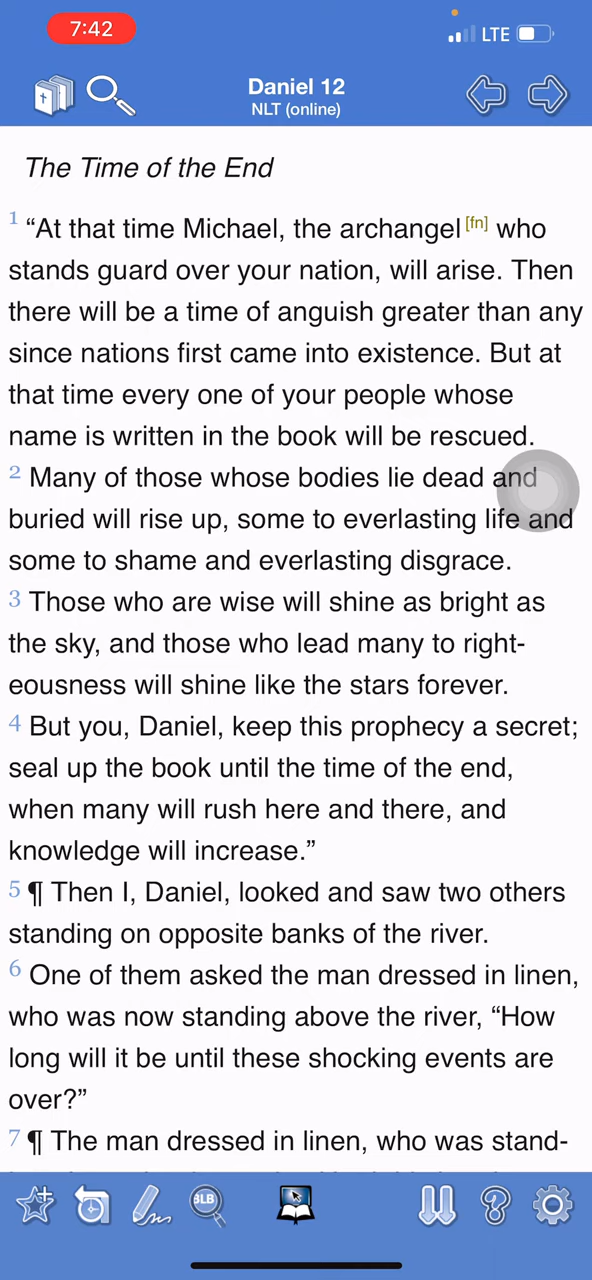 7:42
LTE
Daniel 12
NLT (online)
The Time of the End
1 “At that time Michael, the archangel [fn] who
stands guard over your nation, will arise. Then
there will be a time of anguish greater than any
since nations first came into existence. But at
that time every one of your people whose
name is written in the book will be rescued.
2 Many of those whose bodies lie dead and
buried will rise up, some to everlasting life and
some to shame and everlasting disgrace.
3 Those who are wise will shine as bright as
the sky, and those who lead many to right-
eousness will shine like the stars forever.
4 But you, Daniel, keep this prophecy a secret;
seal up the book until the time of the end,
when many will rush here and there, and
knowledge will increase.”
5 ¶ Then I, Daniel, looked and saw two others
standing on opposite banks of the river.
6 One of them asked the man dressed in linen,
who was now standing above the river, “How
long will it be until these shocking events are
over?”
7 ¶ The man dressed in linen, who was stand-
BLB